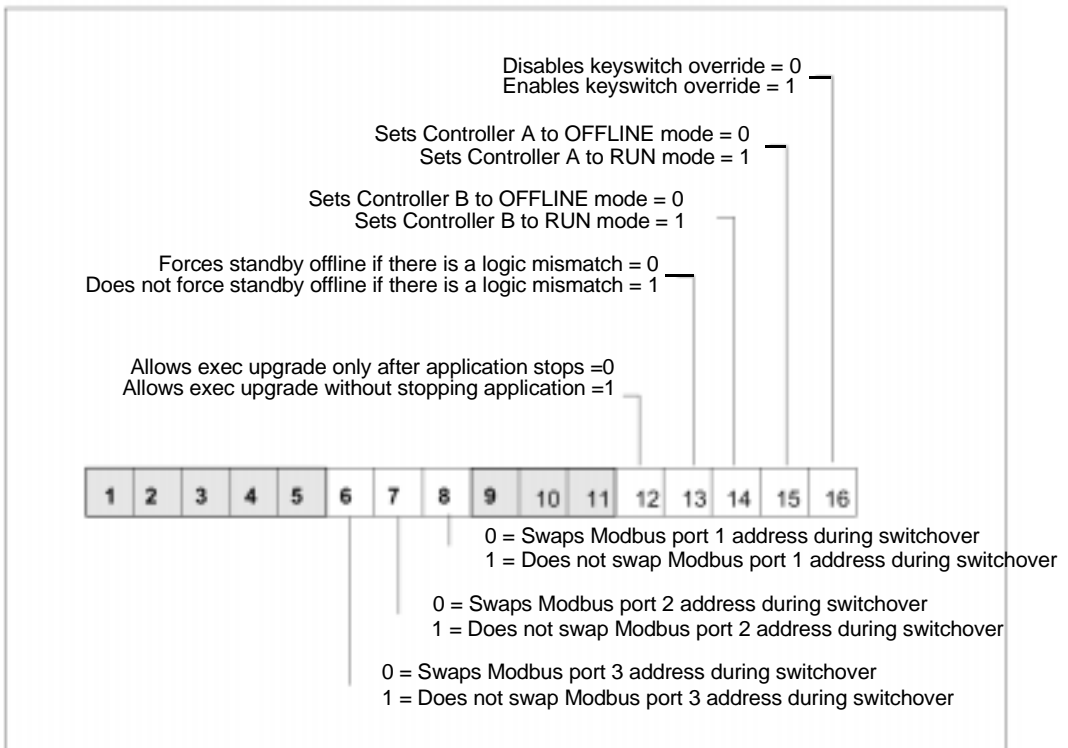 Disables keyswitch override = 0
Enables keyswitch override = 1
Sets Controller A to OFFLINE mode = 0
Sets Controller A to RUN mode = 1
Sets Controller B to OFFLINE mode = 0
Sets Controller B to RUN mode = 1
Forces standby offline if there is a logic mismatch = 0
Does not force standby offline if there is a logic mismatch = 1
Allows exec upgrade only after application stops =0
Allows exec upgrade without stopping application =1
1 2 3 4 5 6 7 8 9 10 11 12 13 14 15 16
0 = Swaps Modbus port 1 address during switchover
1 = Does not swap Modbus port 1 address during switchover
0 = Swaps Modbus port 2 address during switchover
1 = Does not swap Modbus port 2 address during switchover
0 = Swaps Modbus port 3 address during switchover
1 = Does not swap Modbus port 3 address during switchover